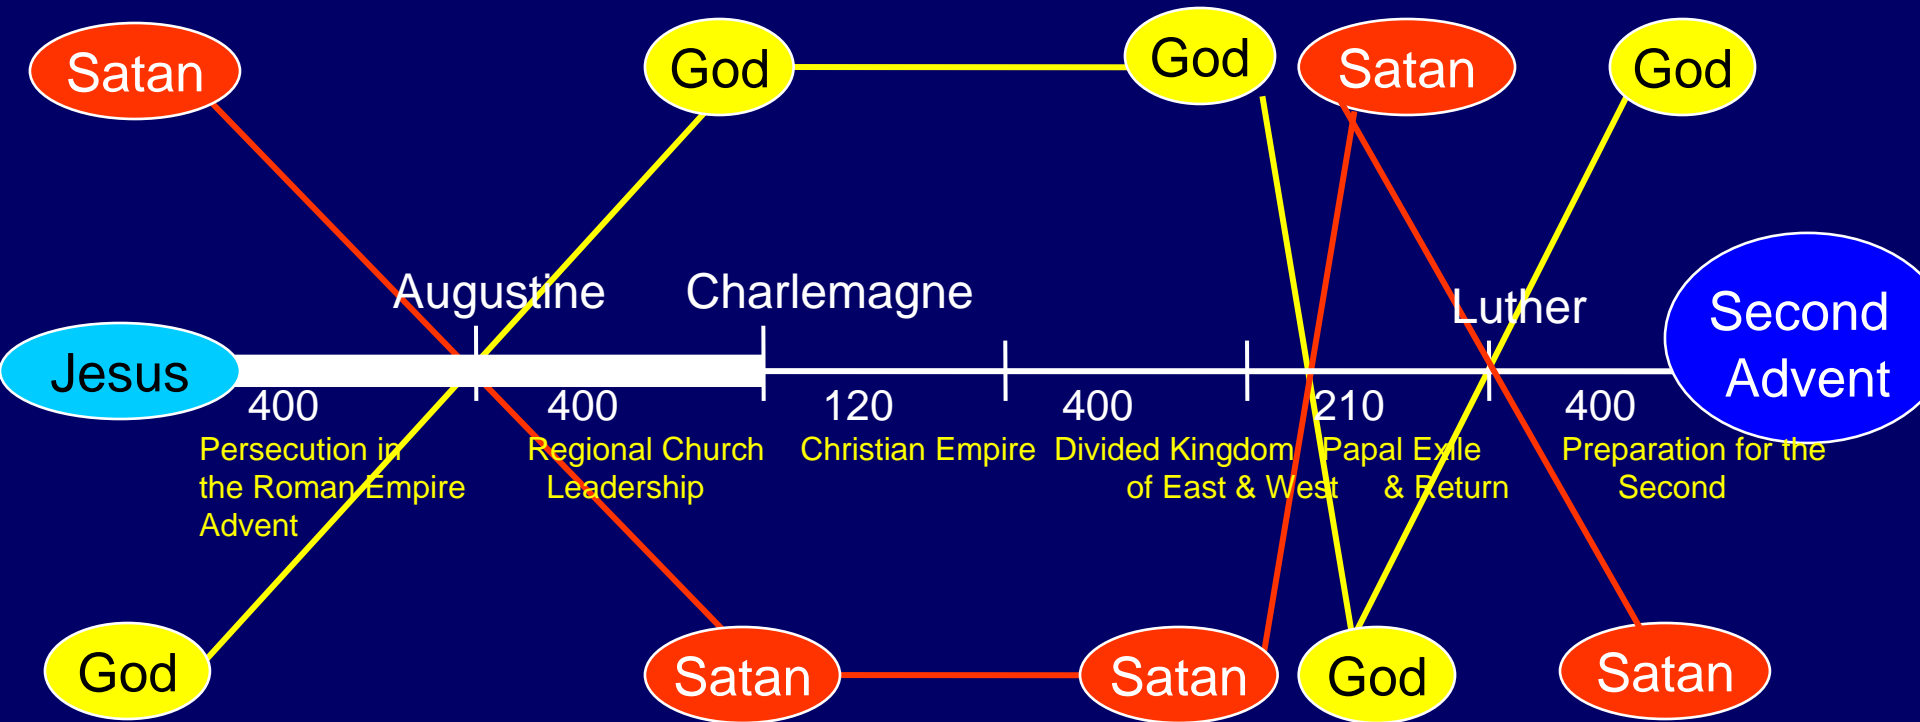 Satan
God
God
Satan
God
Augustine
Charlemagne
Luther
Second
Advent
Jesus
400
400
120
400
210
400
Persecution in
the Roman Empire
Advent
Regional Church
Leadership
Christian Empire
Divided Kingdom
of East & West
Papal Exile
& Return
Preparation for the
Second
God
Satan
Satan
God
Satan